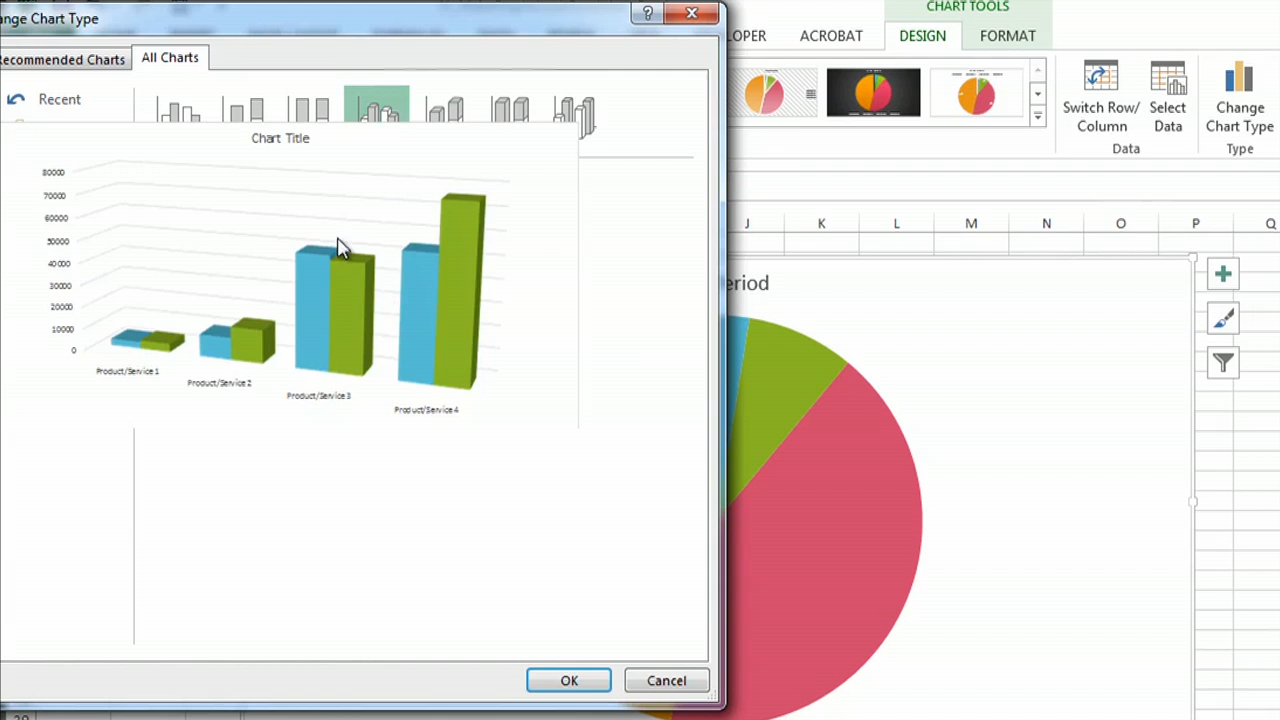 ange Chart Type
?
CHART TOOLS
OPER ACROBAT DESIGN FORMAT
ecommended Charts All Charts
Recent
Switch Row/
Column
Select
Data
Change
Chart Type
Data Type
Chart Title
80000
70000
60000
50000
40000
30000
20000
10000
0
Product/Service 1
Product/Service 2
Product/Service 3
Product/Service 4
J K L M N O P Q
eriod
OK Cancel